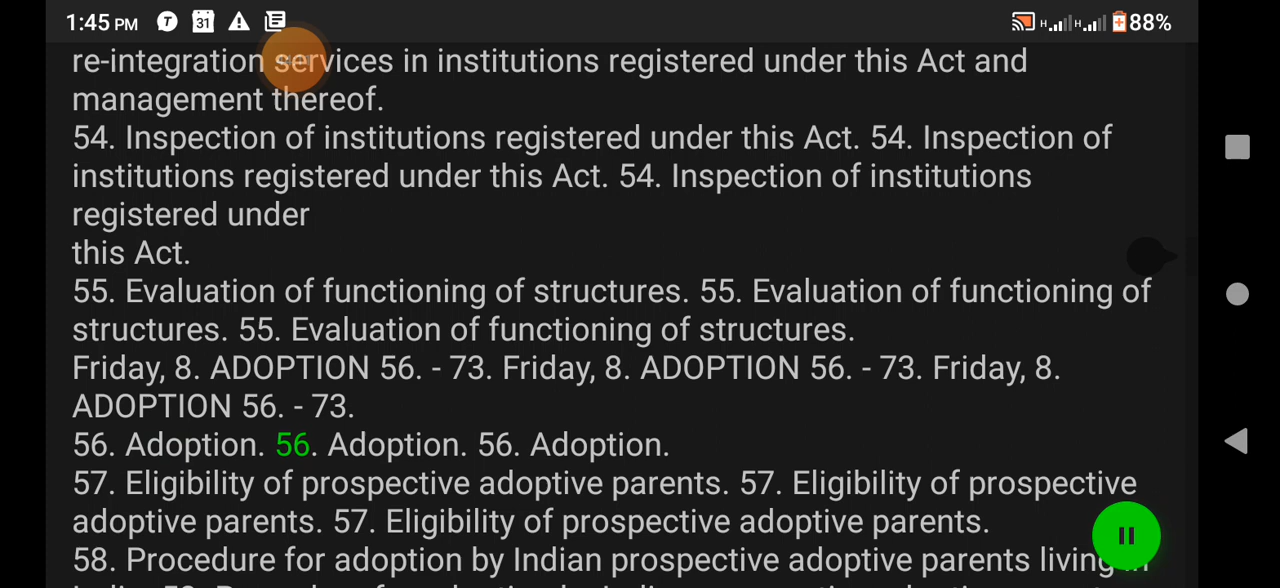 1:45 PM T 31 H H 88%
re-integration services in institutions registered under this Act and
management thereof.
54. Inspection of institutions registered under this Act. 54. Inspection of
institutions registered under this Act. 54. Inspection of institutions
registered under
this Act.
55. Evaluation of functioning of structures. 55. Evaluation of functioning of
structures. 55. Evaluation of functioning of structures.
Friday, 8. ADOPTION 56. - 73. Friday, 8. ADOPTION 56. - 73. Friday, 8.
ADOPTION 56. - 73.
56. Adoption. 56. Adoption. 56. Adoption.
57. Eligibility of prospective adoptive parents. 57. Eligibility of prospective
adoptive parents. 57. Eligibility of prospective adoptive parents.
58. Procedure for adoption by Indian prospective adoptive parents living in